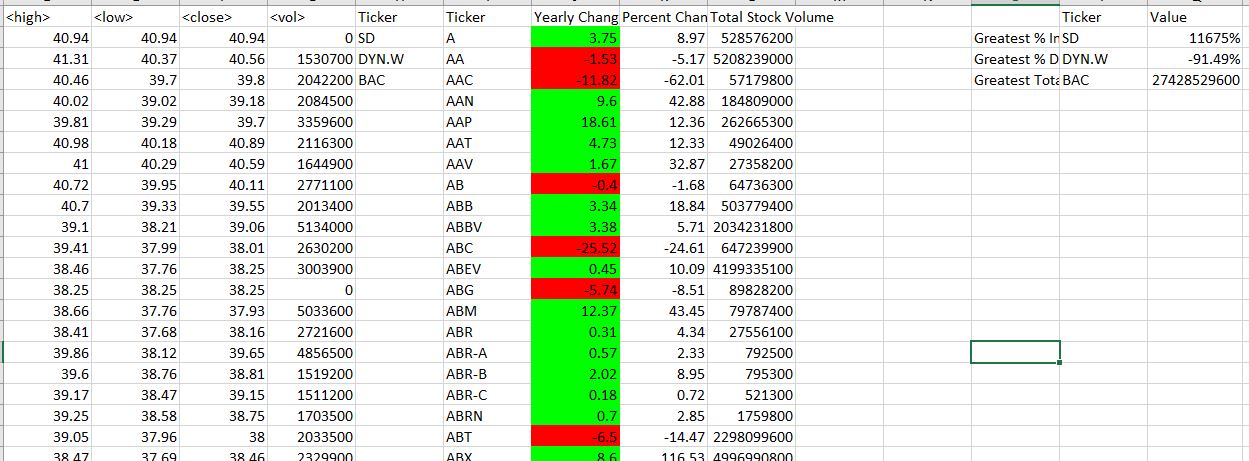 <high> <low> <close> <vol> Ticker Ticker Yearly Chang Percent Chan Total Stock Volume Ticker Value
40.94 40.94 40.94 0 SD A 3.75 8.97 528576200 Greatest % In SD 11675%
41.31 40.37 40.56 1530700 DYN.W AA -1.53 -5.17 5208239000 Greatest % D DYN.W -91.49%
40.46 39.7 39.8 2042200 BAC AAC -11.82 -62.01 57179800 Greatest Tota BAC 27428529600
40.02 39.02 39.18 2084500 AAN 9.6 42.88 184809000
39.81 39.29 39.7 3359600 AAP 18.61 12.36 262665300
40.98 40.18 40.89 2116300 AAT 4.73 12.33 49026400
41 40.29 40.59 1644900 AAV 1.67 32.87 27358200
40.72 39.95 40.11 2771100 AB -0.4 -1.68 64736300
40.7 39.33 39.55 2013400 ABB 3.34 18.84 503779400
39.1 38.21 39.06 5134000 ABBV 3.38 5.71 2034231800
39.41 37.99 38.01 2630200 ABC -25.52 -24.61 647239900
38.46 37.76 38.25 3003900 ABEV 0.45 10.09 4199335100
38.25 38.25 38.25 0 ABG -5.74 -8.51 89828200
38.66 37.76 37.93 5033600 ABM 12.37 43.45 79787400
38.41 37.68 38.16 2721600 ABR 0.31 4.34 27556100
39.86 38.12 39.65 4856500 ABR-A 0.57 2.33 792500
39.6 38.76 38.81 1519200 ABR-B 2.02 8.95 795300
39.17 38.47 39.15 1511200 ABR-C 0.18 0.72 521300
39.25 38.58 38.75 1703500 ABRN 0.7 2.85 1759800
39.05 37.96 38 2033500 ABT -6.5 -14.47 2298099600
38.47 37.69 38.46 2329900 ABX 8.6 116.53 4996990800